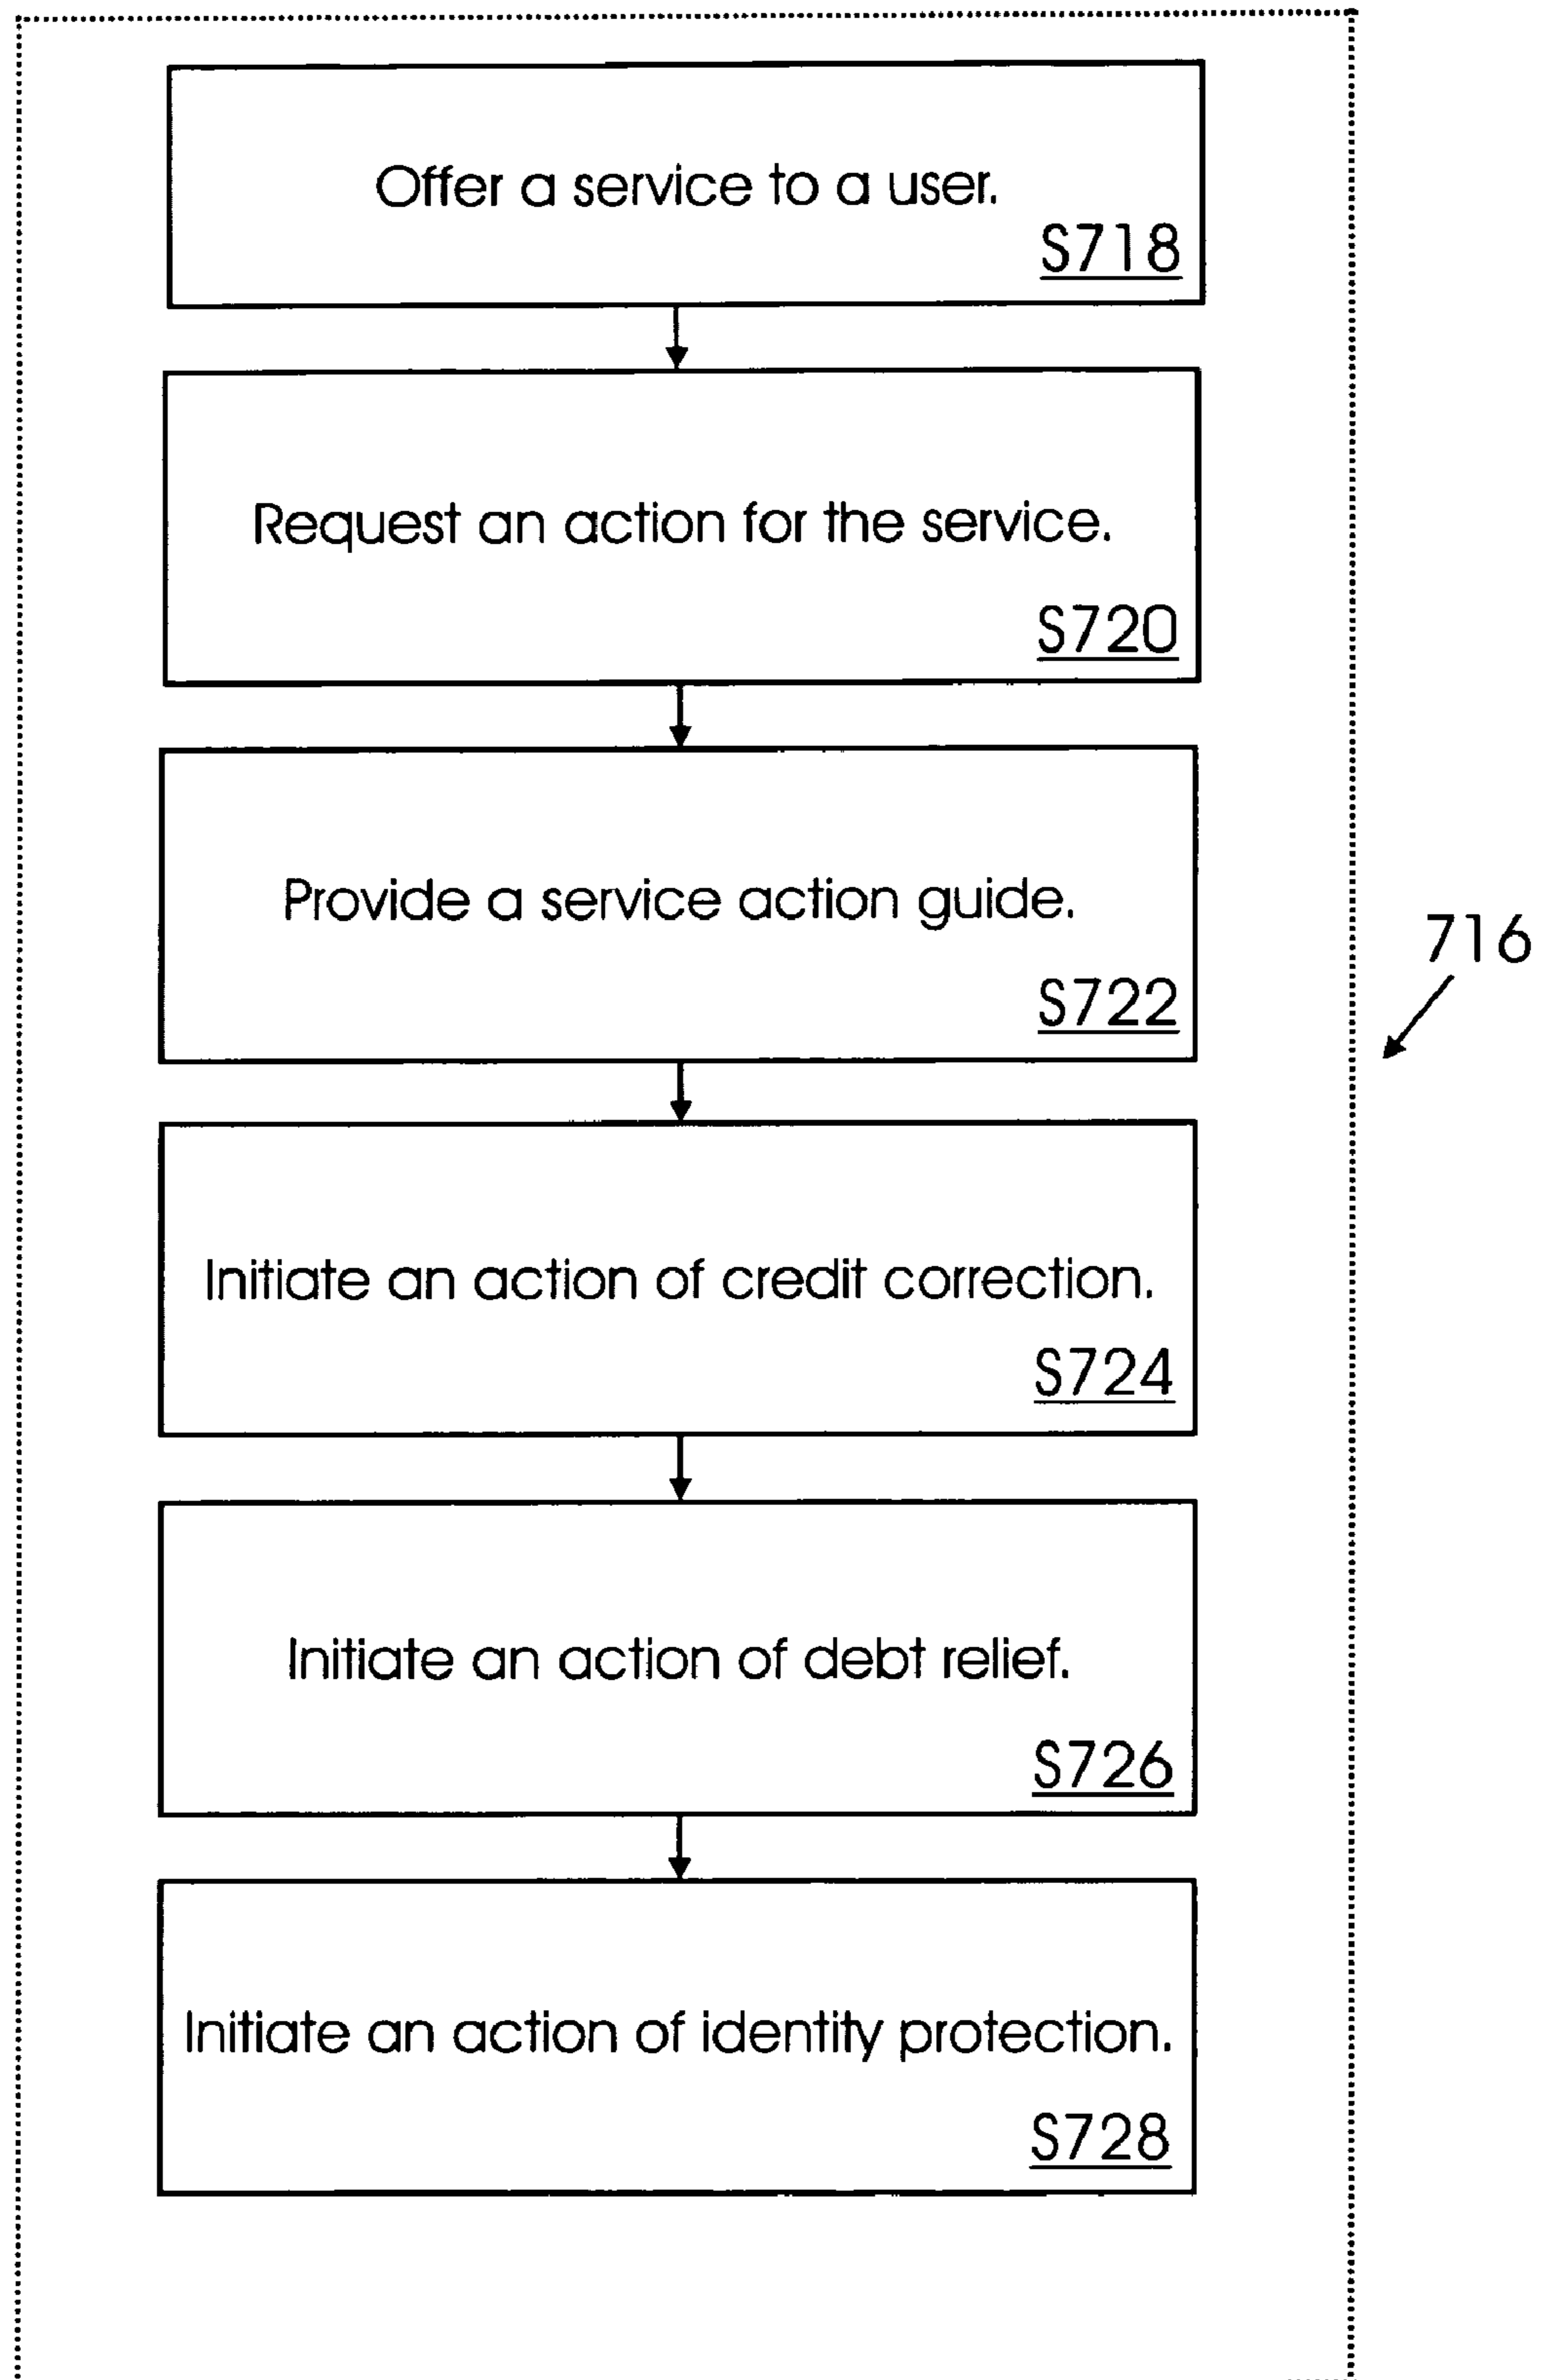 Offer a service to a user.
S718
Request an action for the service.
S720
Provide a service action guide.
S722
716
Initiate an action of credit correction.
S724
Initiate an action of debt relief.
S726
Initiate an action of identity protection.
S728